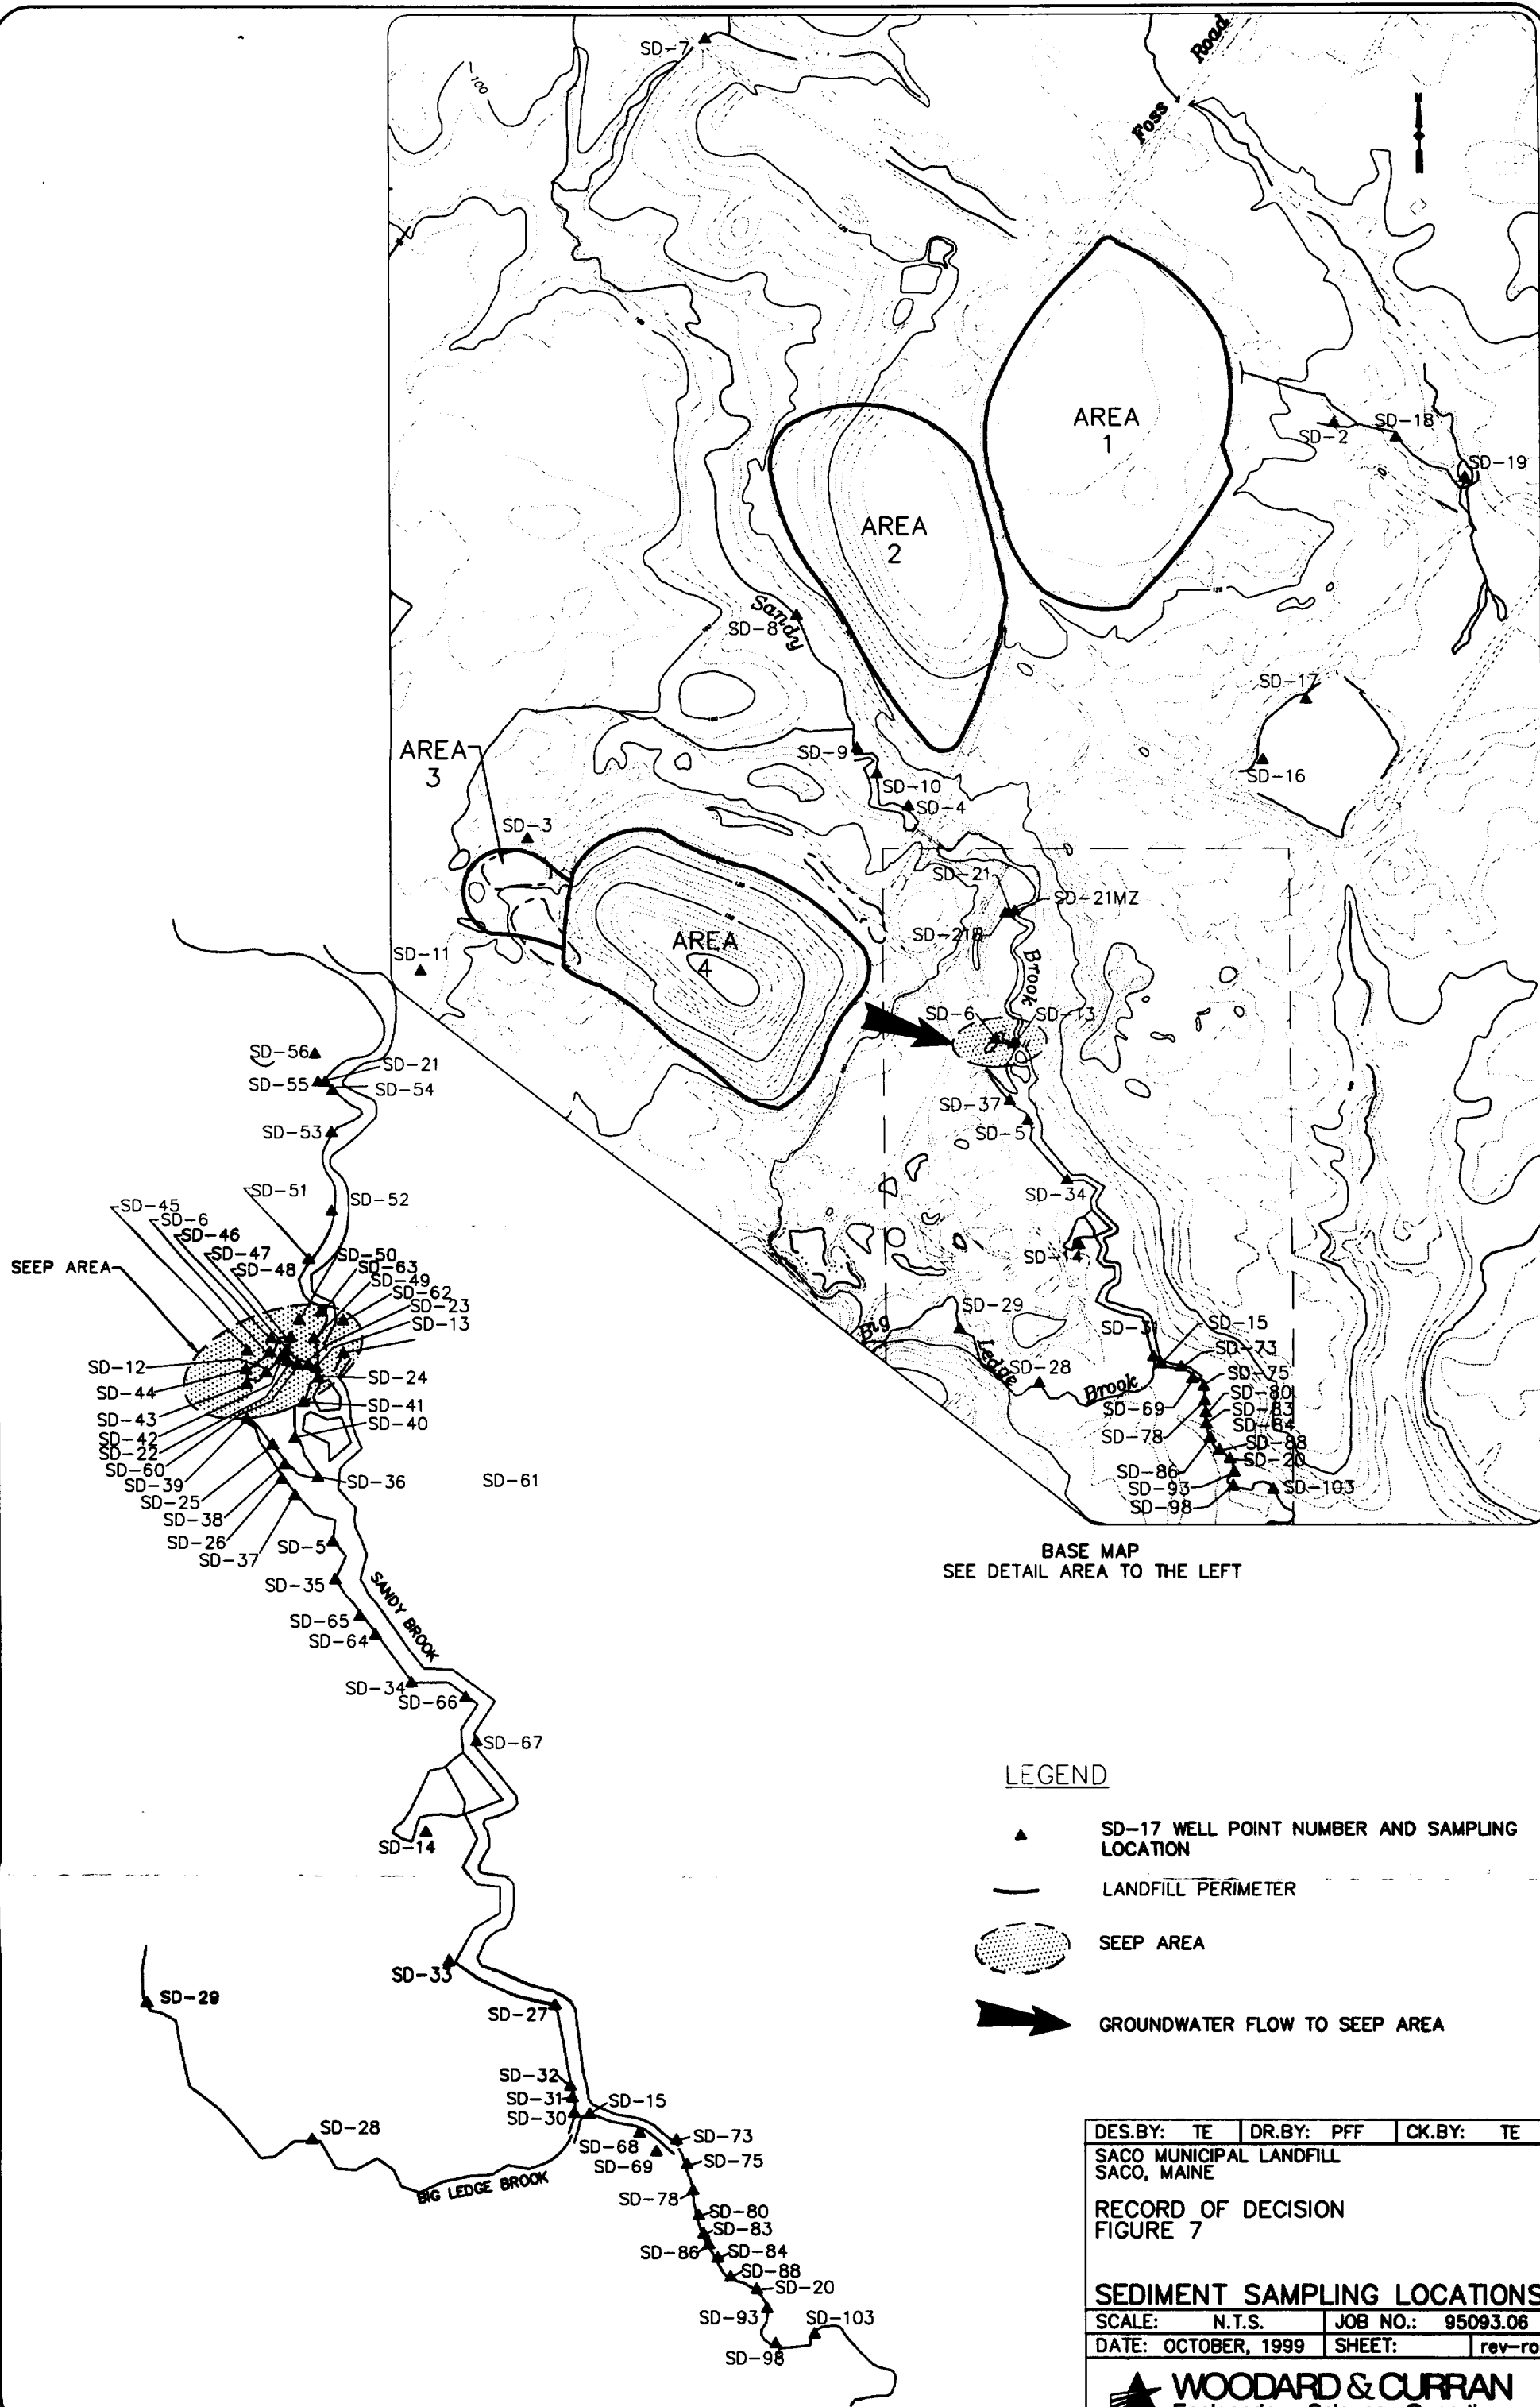 SD-7
Foss Road
100
AREA
1
AREA
2
SD-2
SD-18
SD-19
Sandy
SD-8
SD-17
SD-16
SD-9
SD-10
SD-4
AREA
3
SD-3
SD-11
AREA
4
SD-21
SD-21MZ
SD-21B
Brook
SD-6
SD-13
SD-37
SD-5
SD-34
SD-14
SD-29
Big
Ledge
Brook
SD-28
SD-31
SD-15
SD-73
SD-75
SD-69
SD-80
SD-83
SD-84
SD-78
SD-88
SD-20
SD-86
SD-93
SD-98
SD-103
BASE MAP
SEE DETAIL AREA TO THE LEFT
SD-56
SD-21
SD-55
SD-54
SD-53
SD-51
SD-52
SD-45
SD-6
SD-46
SD-47
SD-48
SEEP AREA
SD-50
SD-63
SD-49
SD-62
SD-23
SD-13
SD-12
SD-24
SD-44
SD-41
SD-43
SD-40
SD-42
SD-22
SD-60
SD-39
SD-36
SD-61
SD-25
SD-38
SD-26
SD-37
SD-5
SD-35
SANDY BROOK
SD-65
SD-64
SD-34
SD-66
SD-67
SD-14
SD-33
SD-29
SD-27
SD-32
SD-31
SD-30
SD-15
SD-28
SD-68
SD-69
SD-73
SD-75
BIG LEDGE BROOK
SD-78
SD-80
SD-83
SD-86
SD-84
SD-88
SD-20
SD-93
SD-103
SD-98
LEGEND
SD-17 WELL POINT NUMBER AND SAMPLING
LOCATION
LANDFILL PERIMETER
SEEP AREA
GROUNDWATER FLOW TO SEEP AREA
DES.BY: TE DR.BY: PFF CK.BY: TE
SACO MUNICIPAL LANDFILL
SACO, MAINE
RECORD OF DECISION
FIGURE 7
SEDIMENT SAMPLING LOCATIONS
SCALE: N.T.S. JOB NO.: 95093.06
DATE: OCTOBER, 1999 SHEET: rev-ro
WOODARD & CURRAN